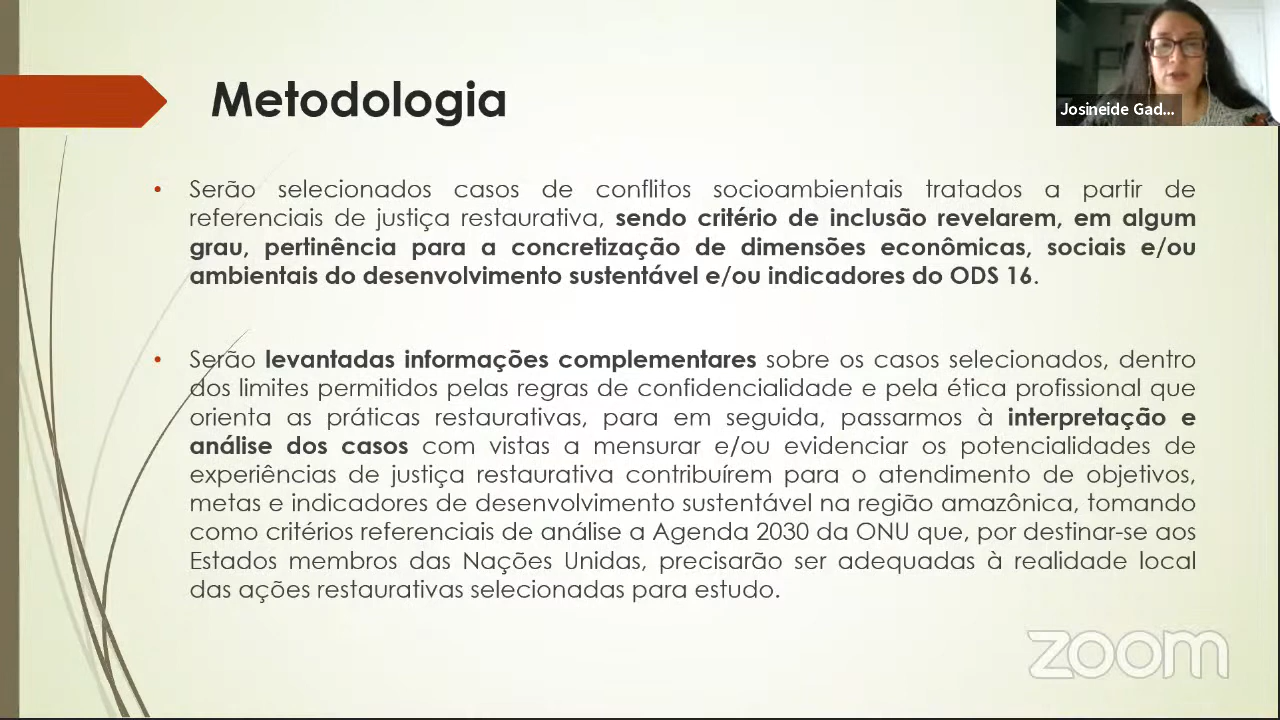 Metodologia
Josineide Gad...
• Serão selecionados casos de conflitos socioambientais tratados a partir de
referenciais de justiça restaurativa, sendo critério de inclusão revelarem, em algum
grau, pertinência para a concretização de dimensões econômicas, sociais e/ou
ambientais do desenvolvimento sustentável e/ou indicadores do ODS 16.
• Serão levantadas informações complementares sobre os casos selecionados, dentro
dos limites permitidos pelas regras de confidencialidade e pela ética profissional que
orienta as práticas restaurativas, para em seguida, passarmos à interpretação e
análise dos casos com vistas a mensurar e/ou evidenciar os potencialidades de
experiências de justiça restaurativa contribuírem para o atendimento de objetivos,
metas e indicadores de desenvolvimento sustentável na região amazônica, tomando
como critérios referenciais de análise a Agenda 2030 da ONU que, por destinar-se aos
Estados membros das Nações Unidas, precisarão ser adequadas à realidade local
das ações restaurativas selecionadas para estudo.
zoom